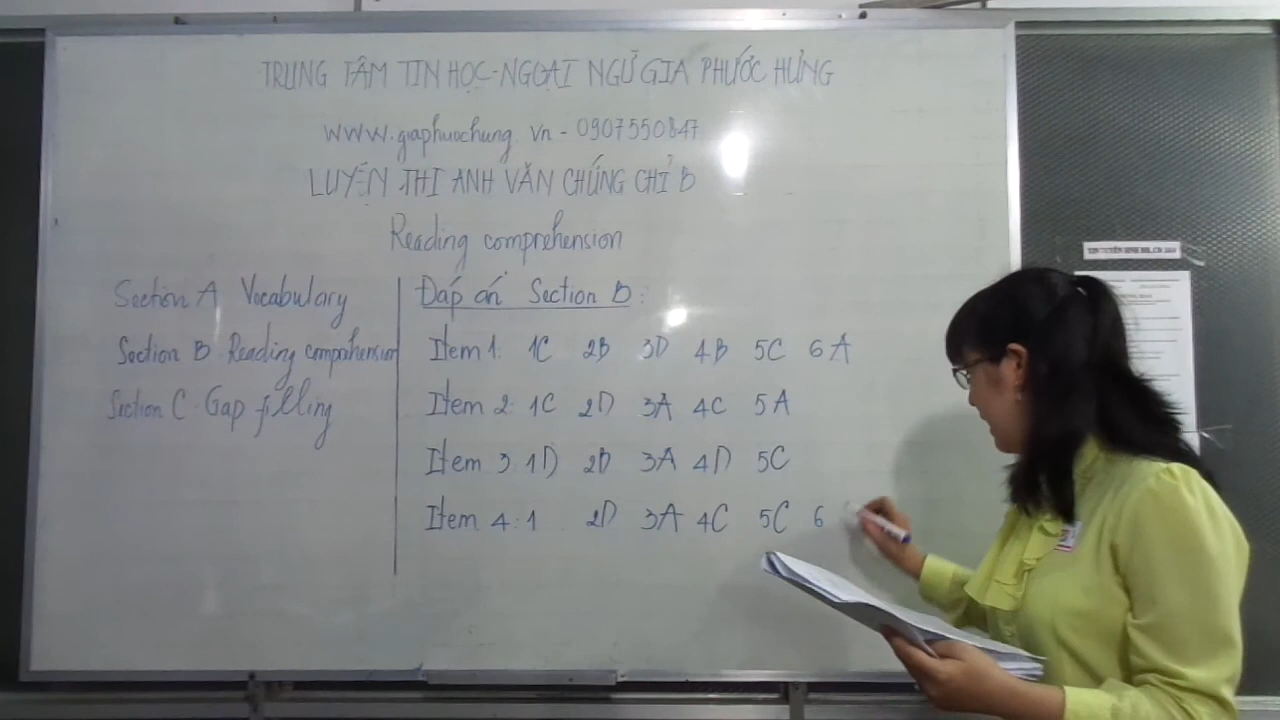 TRUNG TÂM TIN HỌC-NGOẠI NGỮ GIA PHƯỚC HƯNG
www.giaphuochung.vn - 0907550847
LUYỆN THI ANH VĂN CHỨNG CHỈ B
Reading comprehension
Section A Vocabulary
Section B Reading comprehension
Section C. Gap filling
Đáp án Section B:
Item 1: 1C 2B 3D 4B 5C 6A
Item 2: 1C 2D 3A 4C 5A
Item 3: 1D 2B 3A 4D 5C
Item 4: 1 2D 3A 4C 5C 6